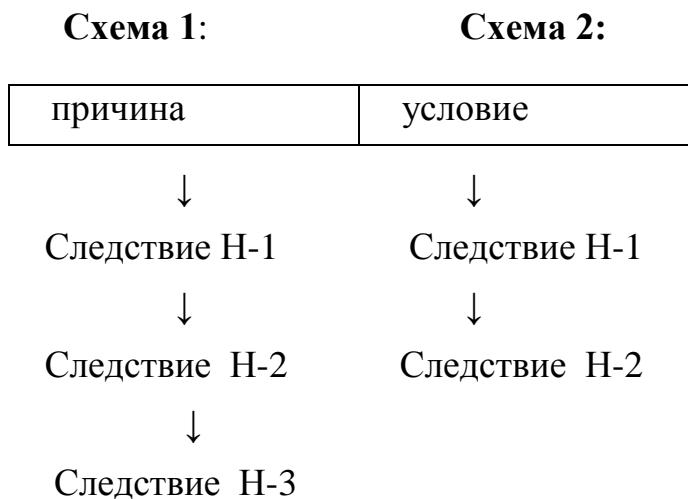 Схема 1: Схема 2:
причина условие
↓ ↓
Следствие Н-1 Следствие Н-1
↓ ↓
Следствие Н-2 Следствие Н-2
↓
Следствие Н-3